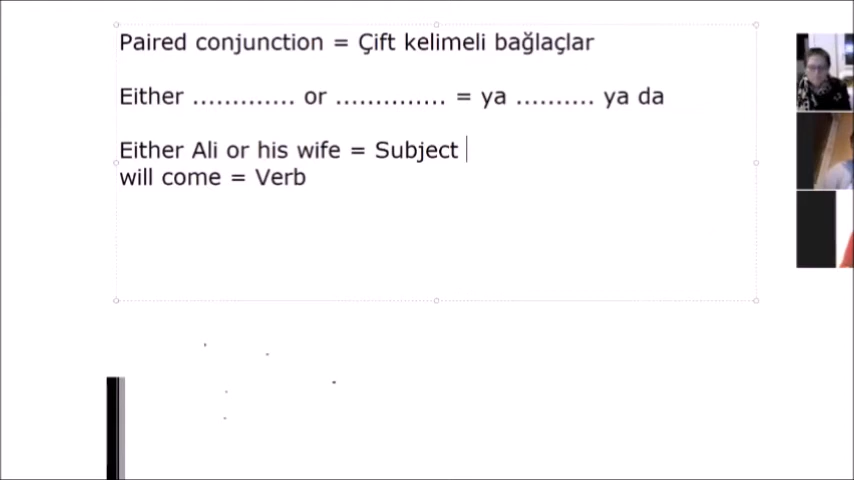 Paired conjunction = Çift kelimeli bağlaçlar
Either ............. or .............. = ya .......... ya da
Either Ali or his wife = Subject
will come = Verb